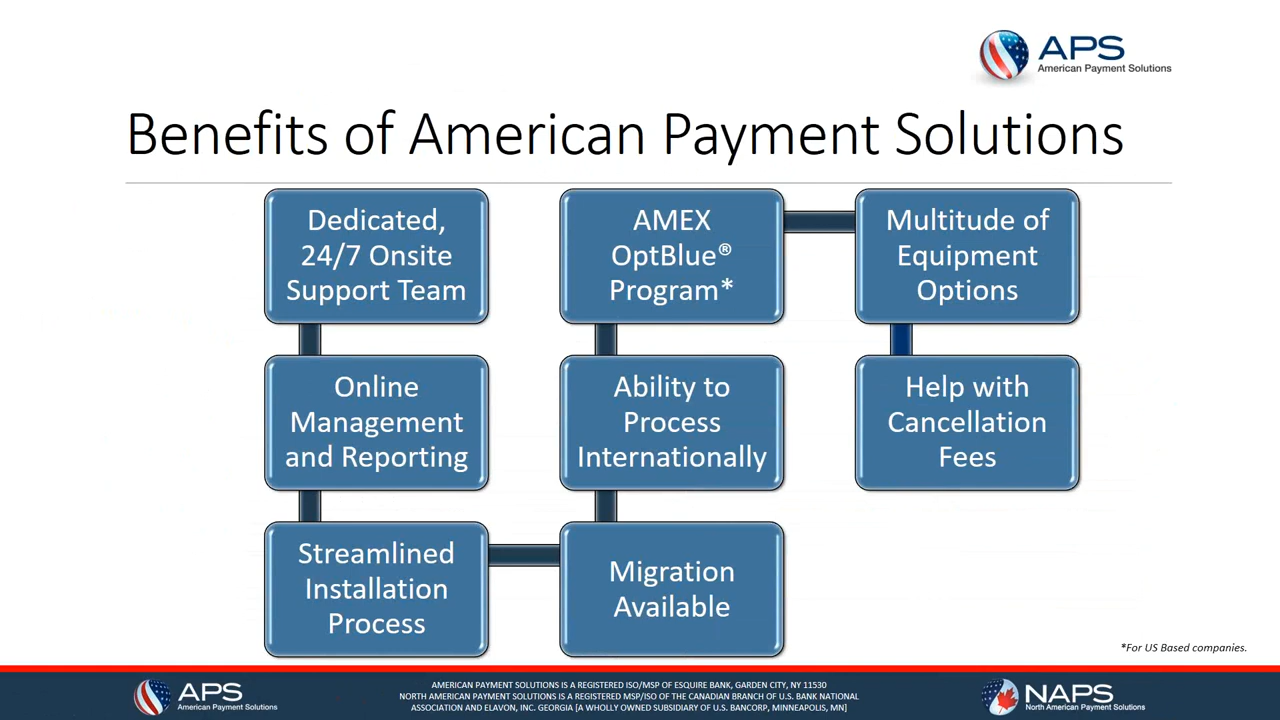 APS
American Payment Solutions
Benefits of American Payment Solutions
Dedicated,
24/7 Onsite
Support Team
Online
Management
and Reporting
Streamlined
Installation
Process
Migration
Available
Ability to
Process
Internationally
AMEX
OptBlue®
Program*
Multitude of
Equipment
Options
Help with
Cancellation
Fees
*For US Based companies.
APS
American Payment Solutions
AMERICAN PAYMENT SOLUTIONS IS A REGISTERED ISO/MSP OF ESQUIRE BANK, GARDEN CITY, NY 11530
NORTH AMERICAN PAYMENT SOLUTIONS IS A REGISTERED MSP/ISO OF THE CANADIAN BRANCH OF U.S. BANK NATIONAL
ASSOCIATION AND ELAVON, INC. GEORGIA [A WHOLLY OWNED SUBSIDIARY OF U.S. BANCORP, MINNEAPOLIS, MN]
NAPS
North American Payment Solutions